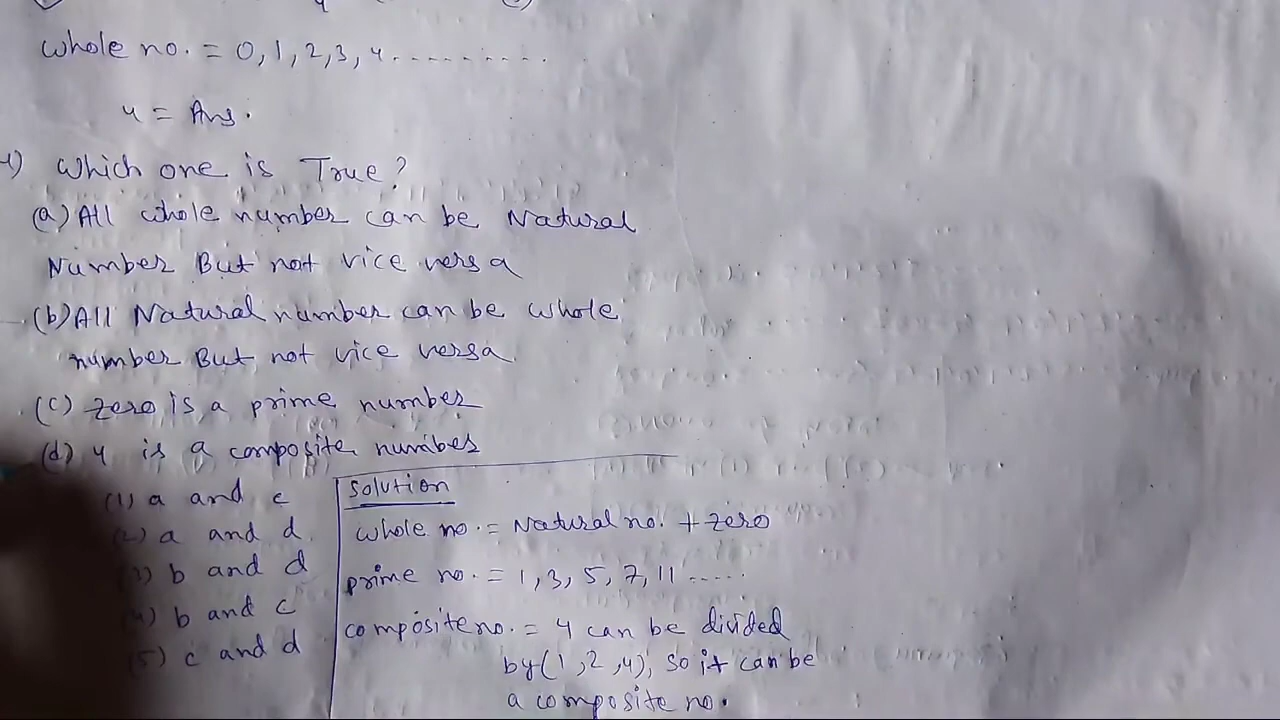 Whole no. = 0, 1, 2, 3, 4..........
4 = Ans.
Which one is True?
(a) All whole number can be Natural
Number But not vice versa
(b) All Natural number can be whole
number But not vice versa
(c) zero is a prime number
(d) 4 is a composite number
(1) a and c
(2) a and d
(3) b and d
(4) b and c
(5) c and d
Solution
Whole no. = Natural no. + zero
prime no. = 1, 3, 5, 7, 11 .....
composite no. = 4 can be divided
by (1, 2, 4), so it can be
a composite no.